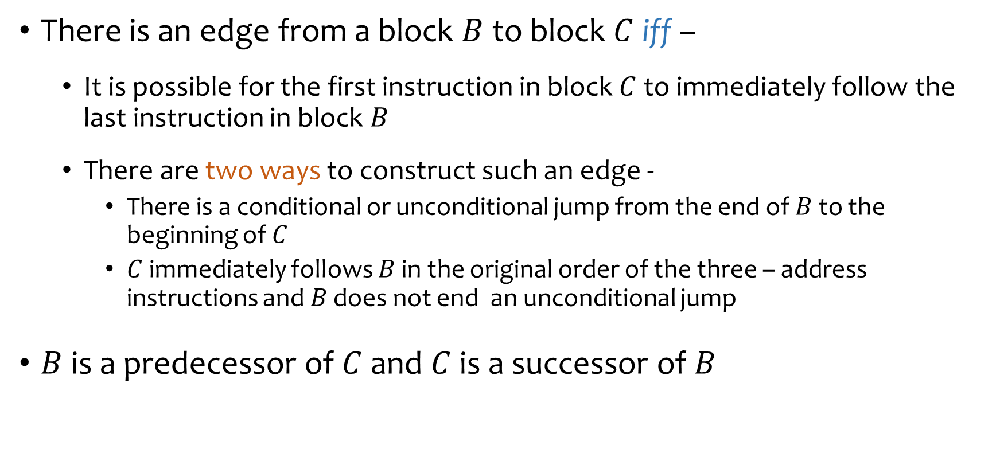 • There is an edge from a block B to block C iff –
• It is possible for the first instruction in block C to immediately follow the
last instruction in block B
• There are two ways to construct such an edge -
• There is a conditional or unconditional jump from the end of B to the
beginning of C
• C immediately follows B in the original order of the three – address
instructions and B does not end  an unconditional jump
• B is a predecessor of C and C is a successor of B